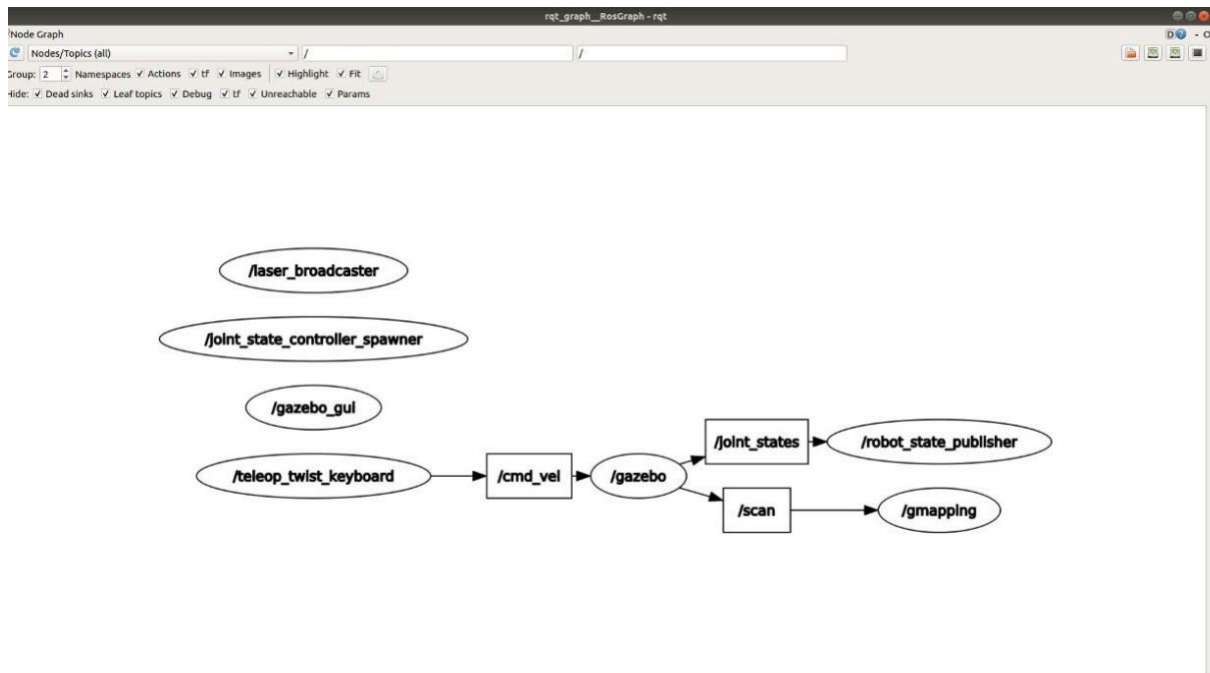 rqt_graph__RosGraph - rqt
Node Graph
D - O
Nodes/Topics (all) - / /
Group: 2 Namespaces ✓ Actions ✓ tf ✓ Images ✓ Highlight ✓ Fit
Hide: ✓ Dead sinks ✓ Leaf topics ✓ Debug ✓ tf ✓ Unreachable ✓ Params
/laser_broadcaster
/joint_state_controller_spawner
/gazebo_gui
/joint_states /robot_state_publisher
/teleop_twist_keyboard /cmd_vel /gazebo
/scan /gmapping